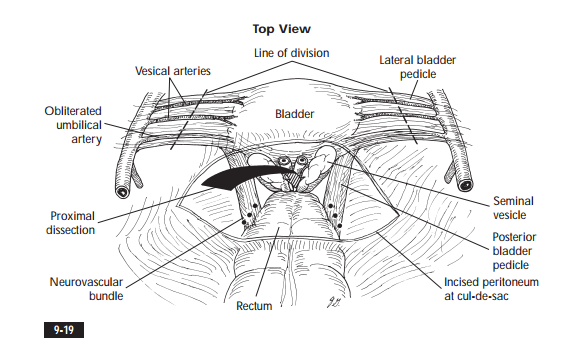 Top View
Line of division
Vesical arteries
Lateral bladder
pedicle
Obliterated
umbilical
artery
Bladder
Proximal
dissection
Seminal
vesicle
Posterior
bladder
pedicle
Neurovascular
bundle
Incised peritoneum
at cul-de-sac
Rectum
9-19